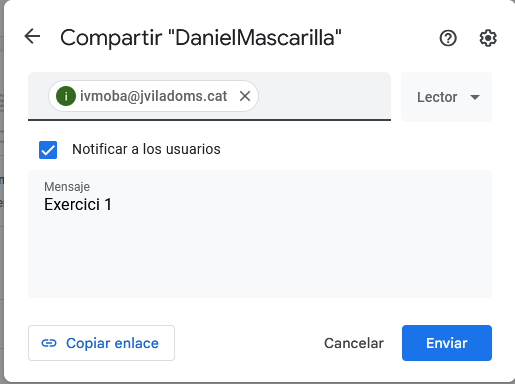 Compartir "DanielMascarilla"
i ivmoba@jviladoms.cat
Lector
Notificar a los usuarios
Mensaje
Exercici 1
Copiar enlace
Cancelar
Enviar